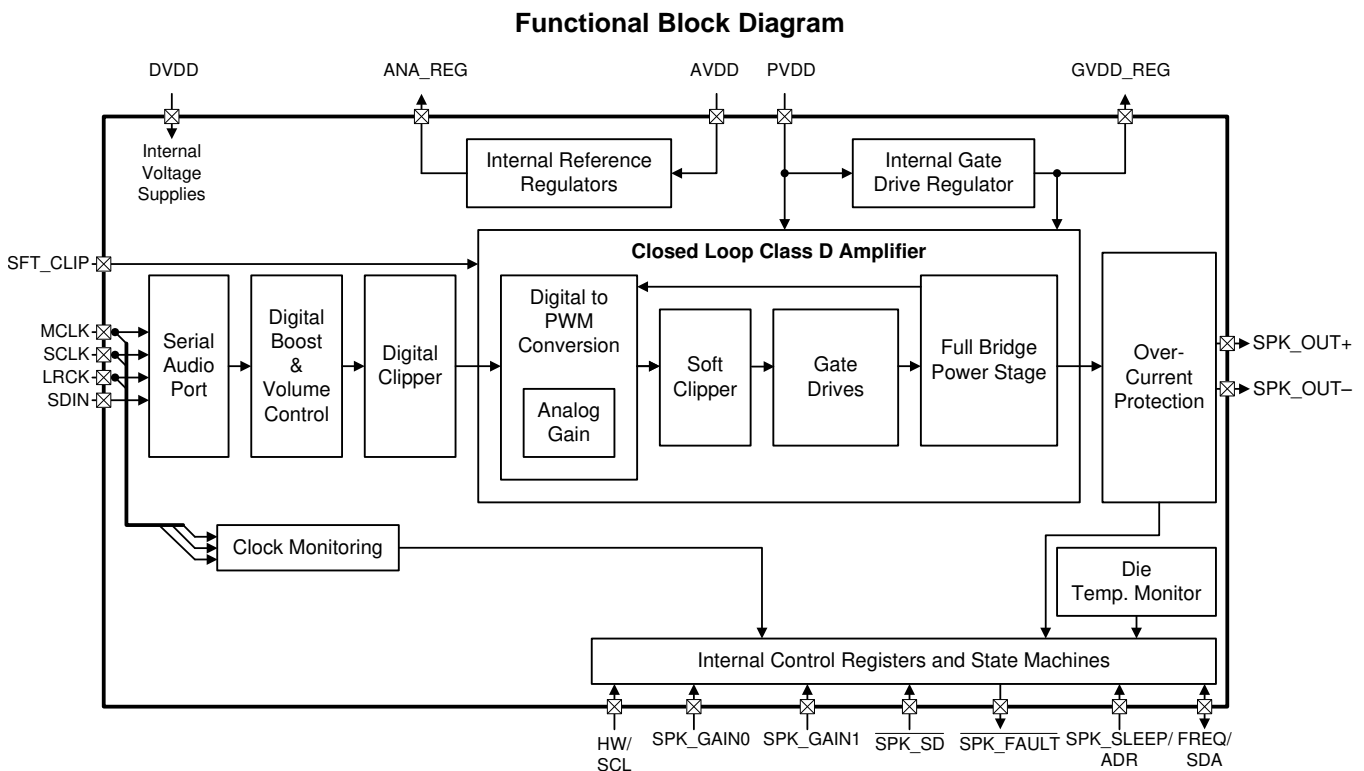 Functional Block Diagram
DVDD
ANA_REG
AVDD
PVDD
GVDD_REG
Internal
Voltage
Supplies
Internal Reference
Regulators
Internal Gate
Drive Regulator
SFT_CLIP
Closed Loop Class D Amplifier
MCLK
SCLK
LRCK
SDIN
Serial
Audio
Port
Digital
Boost
&
Volume
Control
Digital
Clipper
Digital to
PWM
Conversion
Analog
Gain
Soft
Clipper
Gate
Drives
Full Bridge
Power Stage
Over-
Current
Protection
SPK_OUT+
SPK_OUT–
Clock Monitoring
Die
Temp. Monitor
Internal Control Registers and State Machines
HW/
SCL
SPK_GAIN0
SPK_GAIN1
SPK_SD
SPK_FAULT
SPK_SLEEP/
ADR
FREQ/
SDA